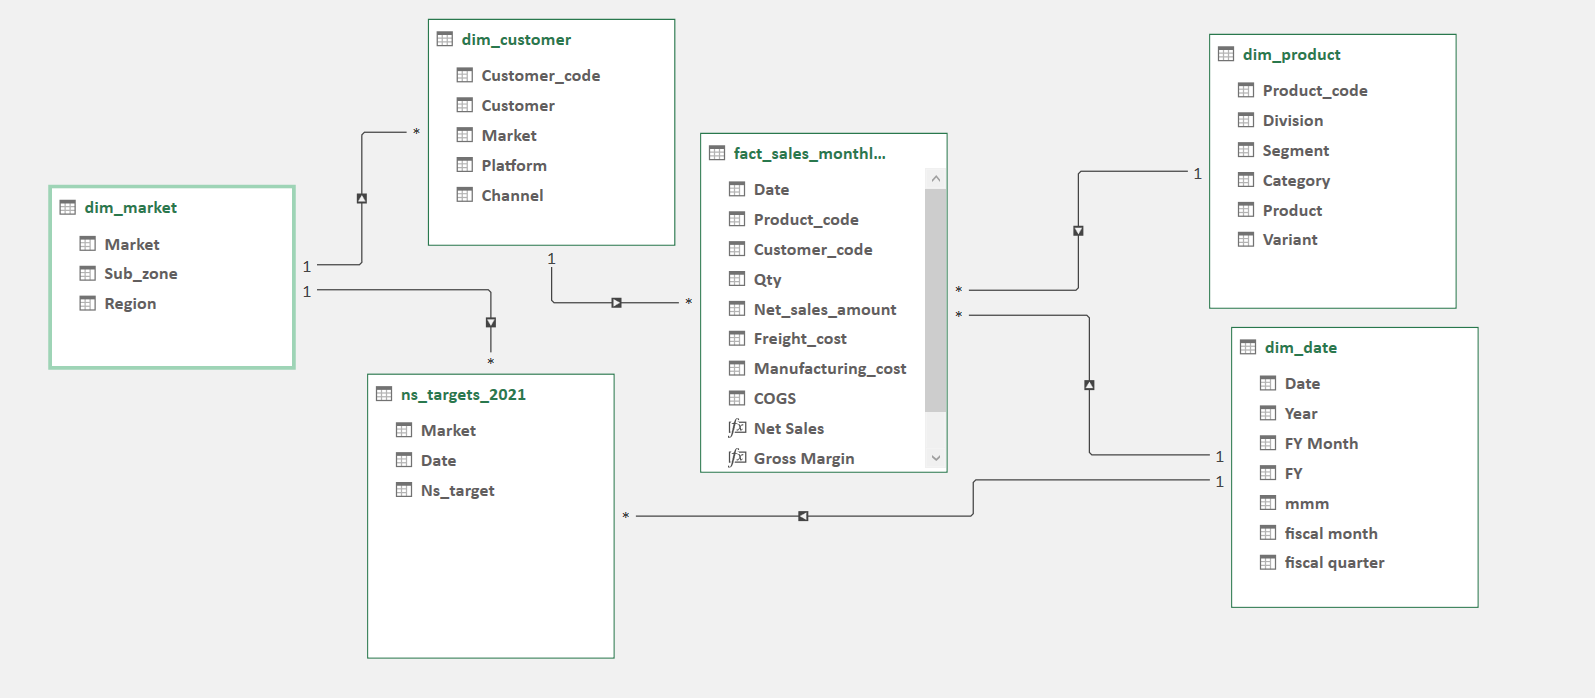 dim_market
Market
Sub_zone
Region
1
1
*
*
dim_customer
Customer_code
Customer
Market
Platform
Channel
1
*
ns_targets_2021
Market
Date
Ns_target
*
fact_sales_monthl...
Date
Product_code
Customer_code
Qty
Net_sales_amount
Freight_cost
Manufacturing_cost
COGS
fx Net Sales
fx Gross Margin
*
*
1
dim_product
Product_code
Division
Segment
Category
Product
Variant
1
1
dim_date
Date
Year
FY Month
FY
mmm
fiscal month
fiscal quarter